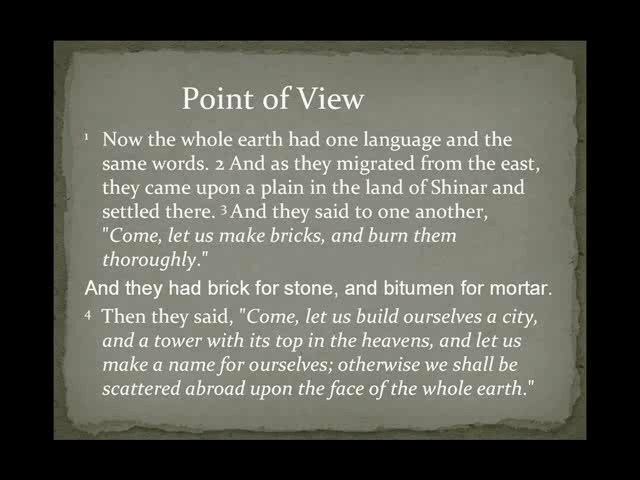 Point of View
¹ Now the whole earth had one language and the
same words. 2 And as they migrated from the east,
they came upon a plain in the land of Shinar and
settled there. ³ And they said to one another,
"Come, let us make bricks, and burn them
thoroughly."
And they had brick for stone, and bitumen for mortar.
⁴ Then they said, "Come, let us build ourselves a city,
and a tower with its top in the heavens, and let us
make a name for ourselves; otherwise we shall be
scattered abroad upon the face of the whole earth."